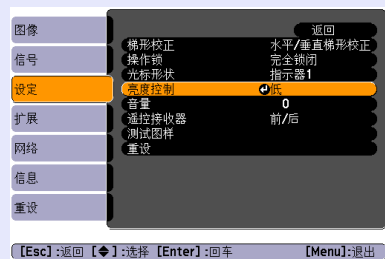 图像
信号
设定
扩展
网络
信息
重设
返回
梯形校正 水平/垂直梯形校正
操作锁 完全锁闭
光标形状 指示器1
亮度控制 低
音量 0
遥控接收器 前/后
测试图样
重设
[Esc]:返回 [◆]:选择 [Enter]:回车 [Menu]:退出